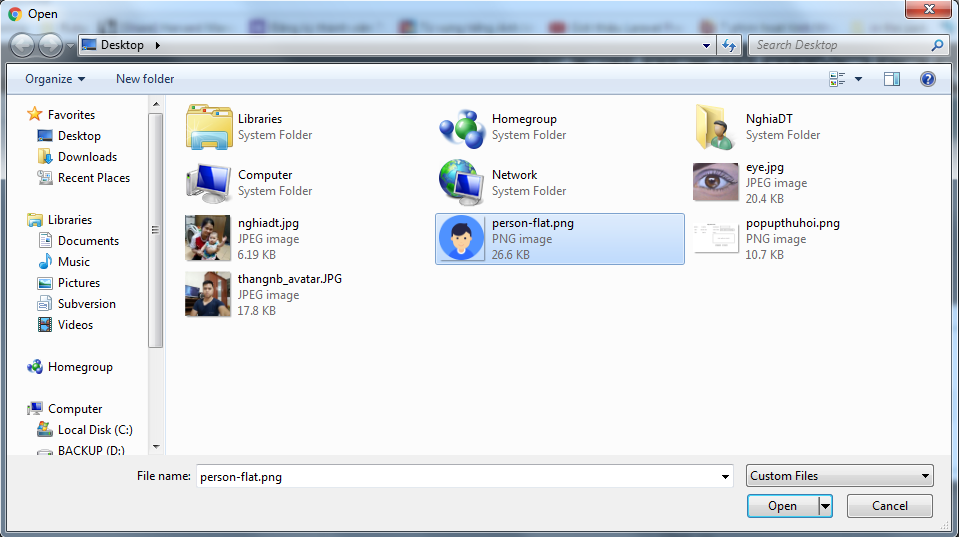 Open
Desktop
Search Desktop
Organize
New folder
Favorites
Desktop
Downloads
Recent Places
Libraries
Documents
Music
Pictures
Subversion
Videos
Homegroup
Computer
Local Disk (C:)
BACKUP (D:)
Libraries
System Folder
Homegroup
System Folder
NghiaDT
System Folder
Computer
System Folder
Network
System Folder
eye.jpg
JPEG image
20.4 KB
nghiadt.jpg
JPEG image
6.19 KB
person-flat.png
PNG image
26.6 KB
popupthuhoi.png
PNG image
10.7 KB
thangnb_avatar.JPG
JPEG image
17.8 KB
File name:
person-flat.png
Custom Files
Open
Cancel